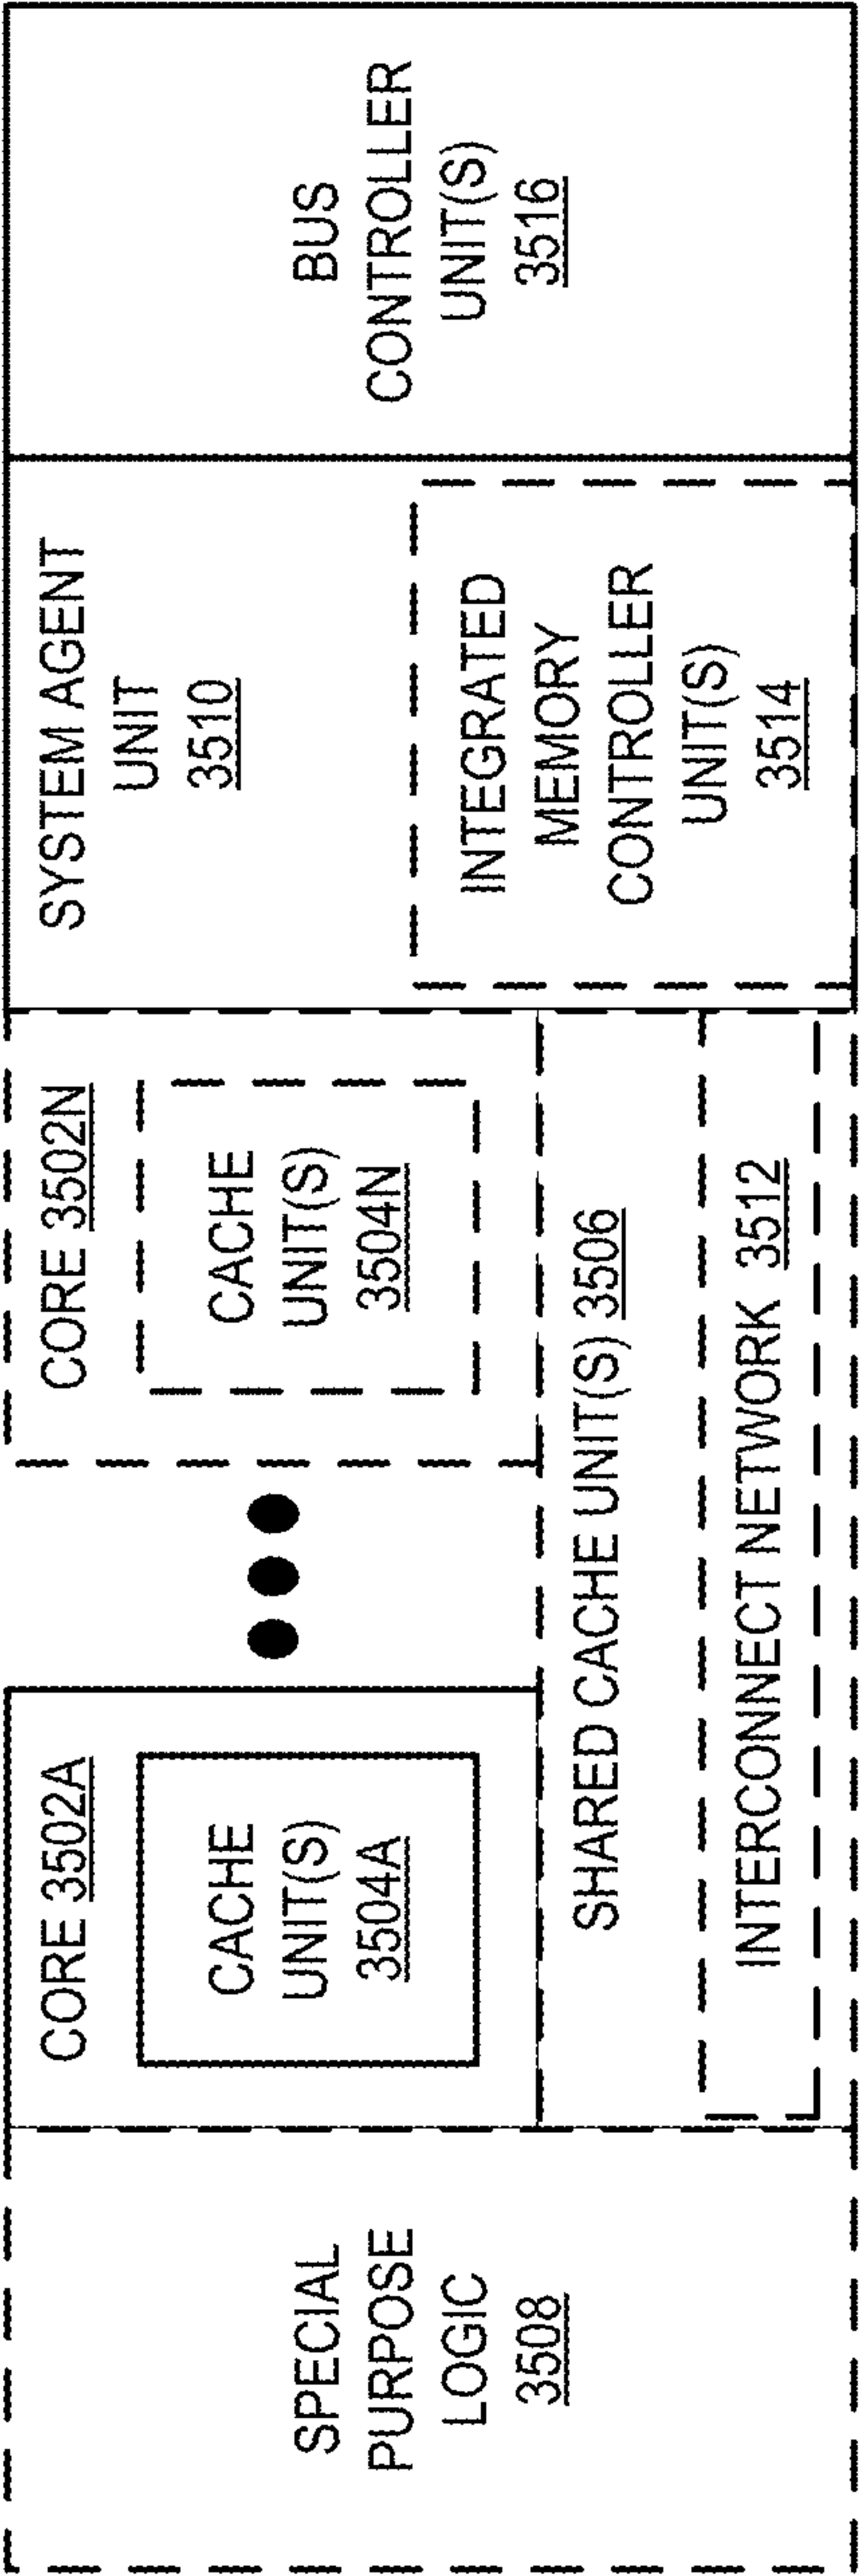 SPECIAL
PURPOSE
LOGIC
3508
CORE 3502A
CACHE
UNIT(S)
3504A
CORE 3502N
CACHE
UNIT(S)
3504N
SHARED CACHE UNIT(S) 3506
INTERCONNECT NETWORK 3512
SYSTEM AGENT
UNIT
3510
INTEGRATED
MEMORY
CONTROLLER
UNIT(S)
3514
BUS
CONTROLLER
UNIT(S)
3516